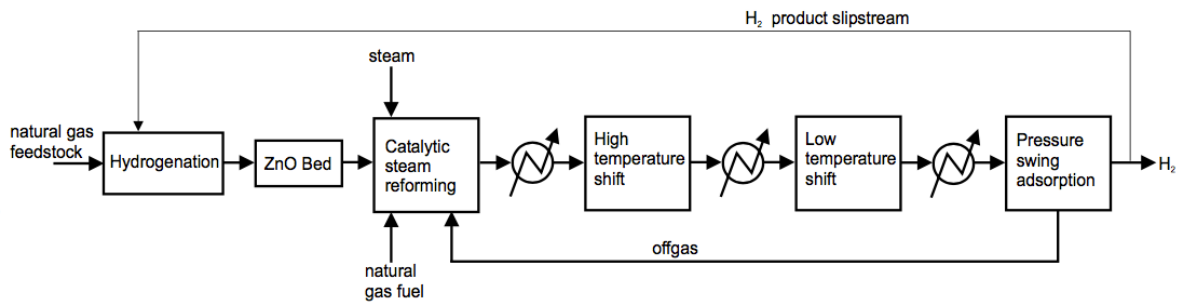 H₂ product slipstream
steam
natural gas
feedstock
Hydrogenation
ZnO Bed
Catalytic
steam
reforming
High
temperature
shift
Low
temperature
shift
Pressure
swing
adsorption
H₂
offgas
natural
gas fuel